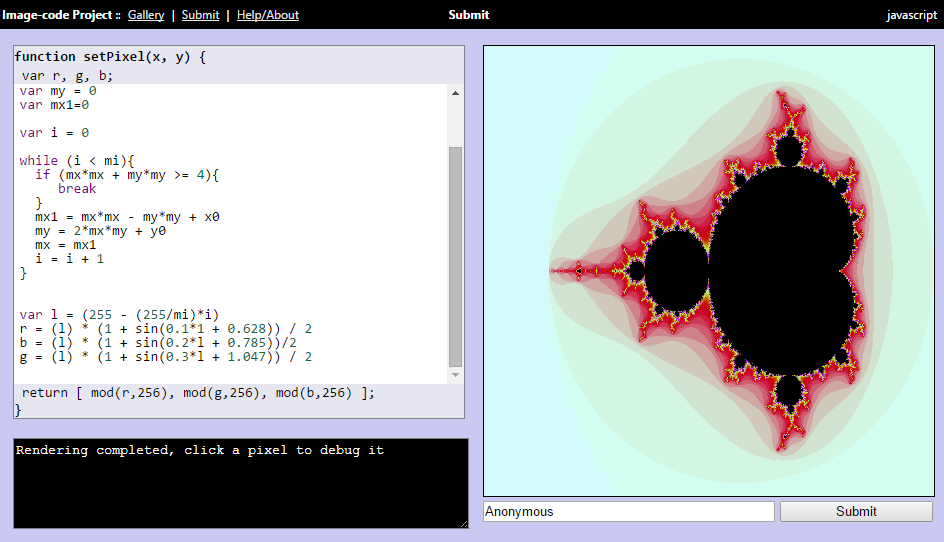 Image-code Project :: Gallery | Submit | Help/About Submit javascript
function setPixel(x, y) {
var r, g, b;
var my = 0
var mx1=0
var i = 0
while (i < mi){
if (mx*mx + my*my >= 4){
break
}
mx1 = mx*mx - my*my + x0
my = 2*mx*my + y0
mx = mx1
i = i + 1
}
var l = (255 - (255/mi)*i)
r = (l) * (1 + sin(0.1*1 + 0.628)) / 2
b = (l) * (1 + sin(0.2*l + 0.785))/2
g = (l) * (1 + sin(0.3*l + 1.047)) / 2
return [ mod(r,256), mod(g,256), mod(b,256) ];
}
Rendering completed, click a pixel to debug it
Anonymous
Submit